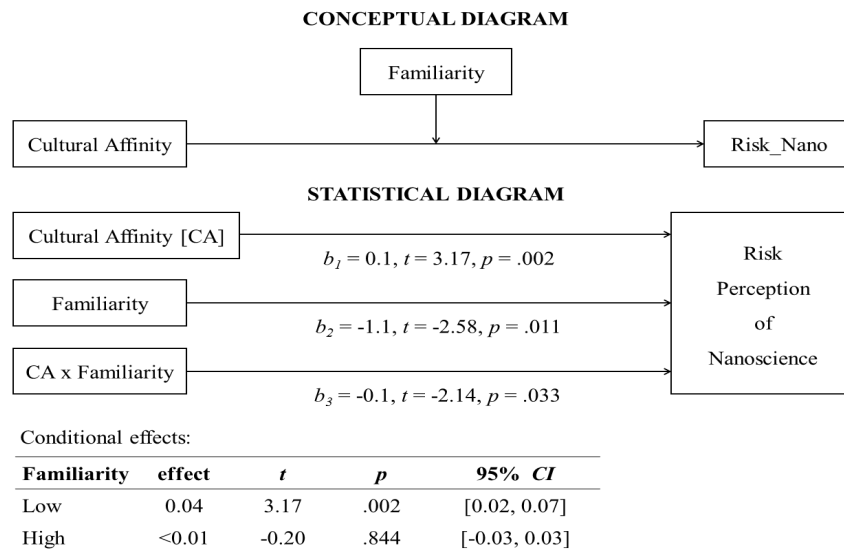 CONCEPTUAL DIAGRAM
Familiarity
Cultural Affinity
Risk_Nano
STATISTICAL DIAGRAM
Cultural Affinity [CA]
b1 = 0.1, t = 3.17, p = .002
Familiarity
b2 = -1.1, t = -2.58, p = .011
CA x Familiarity
b3 = -0.1, t = -2.14, p = .033
Risk
Perception
of
Nanoscience
Conditional effects:
Familiarity effect t p 95% CI
Low 0.04 3.17 .002 [0.02, 0.07]
High <0.01 -0.20 .844 [-0.03, 0.03]